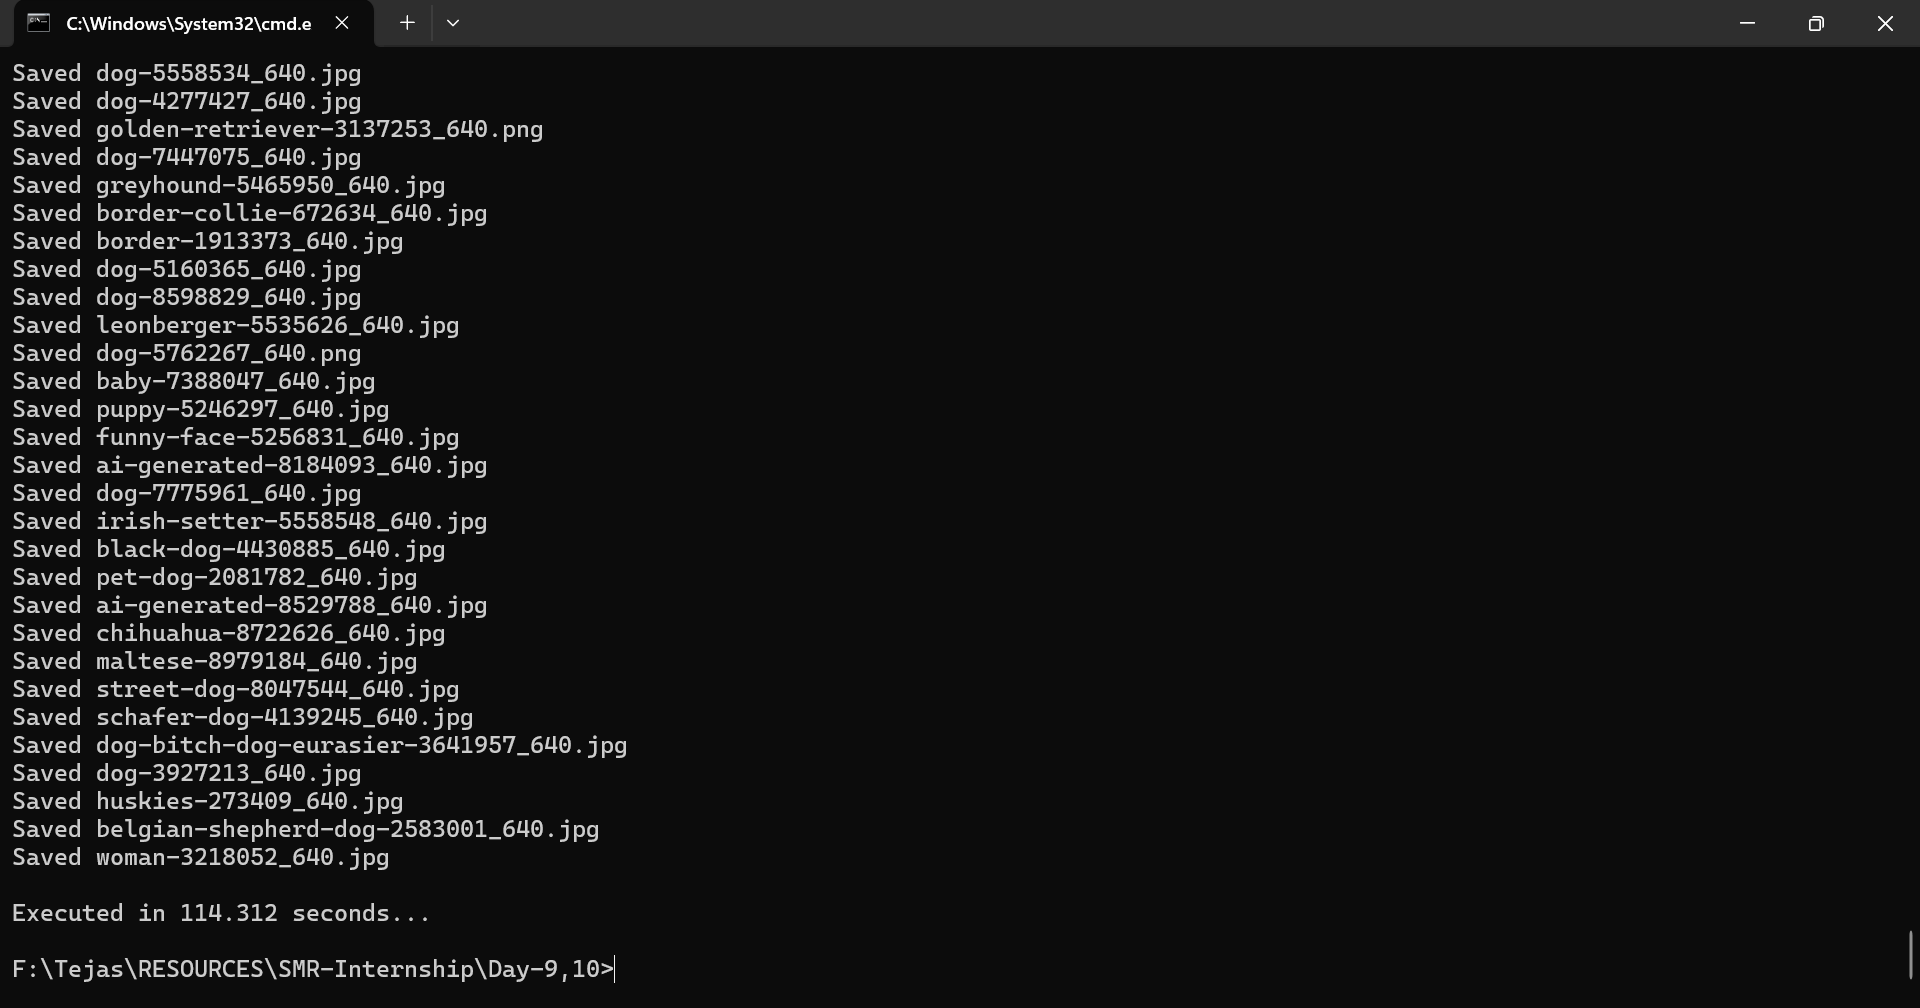 C:\Windows\System32\cmd.e
Saved dog-5558534_640.jpg
Saved dog-4277427_640.jpg
Saved golden-retriever-3137253_640.png
Saved dog-7447075_640.jpg
Saved greyhound-5465950_640.jpg
Saved border-collie-672634_640.jpg
Saved border-1913373_640.jpg
Saved dog-5160365_640.jpg
Saved dog-8598829_640.jpg
Saved leonberger-5535626_640.jpg
Saved dog-5762267_640.png
Saved baby-7388047_640.jpg
Saved puppy-5246297_640.jpg
Saved funny-face-5256831_640.jpg
Saved ai-generated-8184093_640.jpg
Saved dog-7775961_640.jpg
Saved irish-setter-5558548_640.jpg
Saved black-dog-4430885_640.jpg
Saved pet-dog-2081782_640.jpg
Saved ai-generated-8529788_640.jpg
Saved chihuahua-8722626_640.jpg
Saved maltese-8979184_640.jpg
Saved street-dog-8047544_640.jpg
Saved schafer-dog-4139245_640.jpg
Saved dog-bitch-dog-eurasier-3641957_640.jpg
Saved dog-3927213_640.jpg
Saved huskies-273409_640.jpg
Saved belgian-shepherd-dog-2583001_640.jpg
Saved woman-3218052_640.jpg
Executed in 114.312 seconds...
F:\Tejas\RESOURCES\SMR-Internship\Day-9,10>